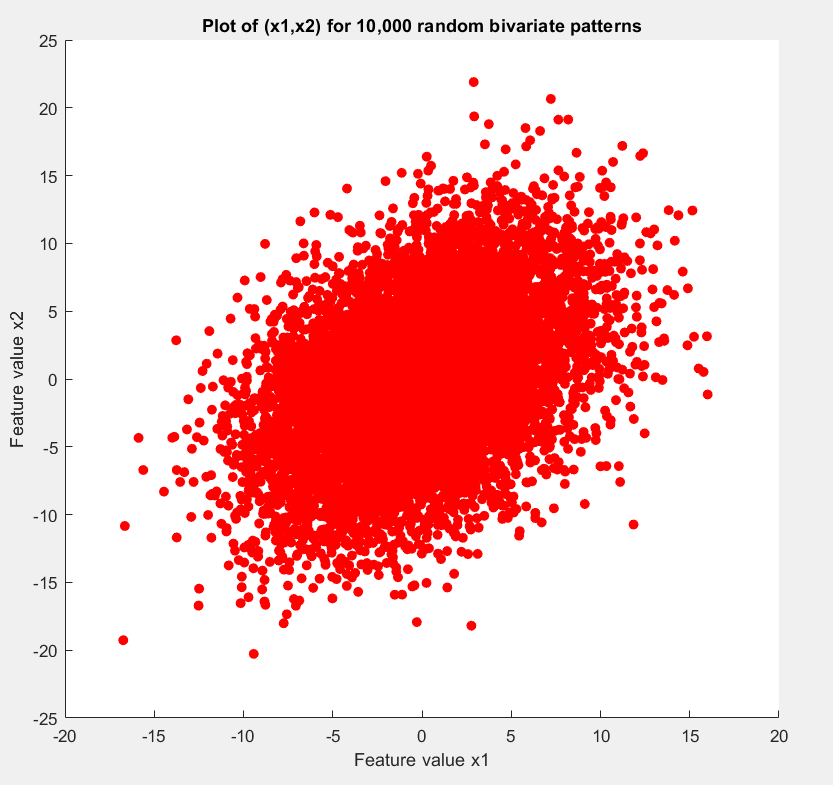 Plot of (x1,x2) for 10,000 random bivariate patterns
25
20
15
10
5
0
-5
-10
-15
-20
-25
Feature value x2
-20 -15 -10 -5 0 5 10 15 20
Feature value x1